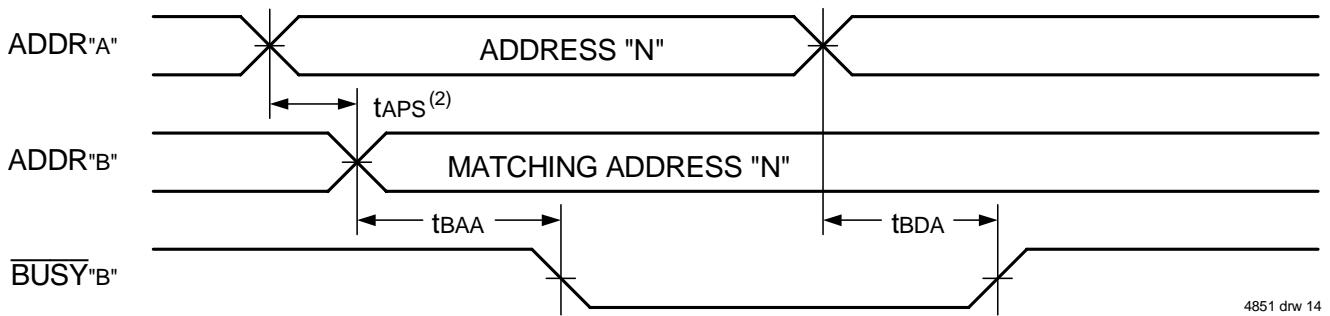 ADDR"A"
ADDRESS "N"
tAPS(2)
ADDR"B"
MATCHING ADDRESS "N"
tBAA
tBDA
BUSY"B"
4851 drw 14